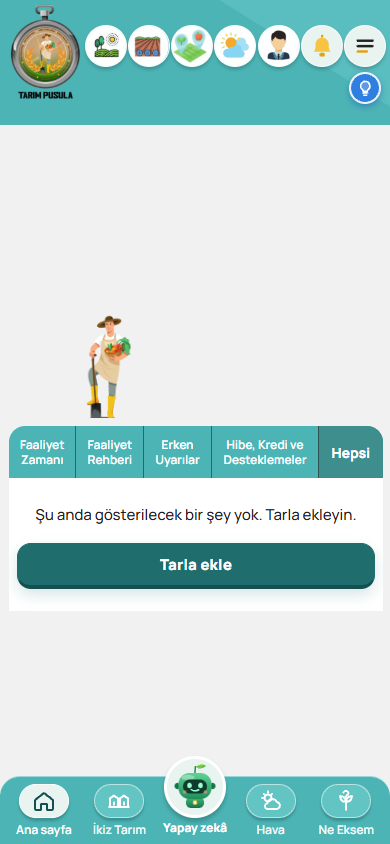 TARIM PUSULA
Faaliyet
Zamanı
Faaliyet
Rehberi
Erken
Uyarılar
Hibe, Kredi ve
Desteklemeler
Hepsi
Şu anda gösterilecek bir şey yok. Tarla ekleyin.
Tarla ekle
Ana sayfa
İkiz Tarım
Yapay zekâ
Hava
Ne Eksem